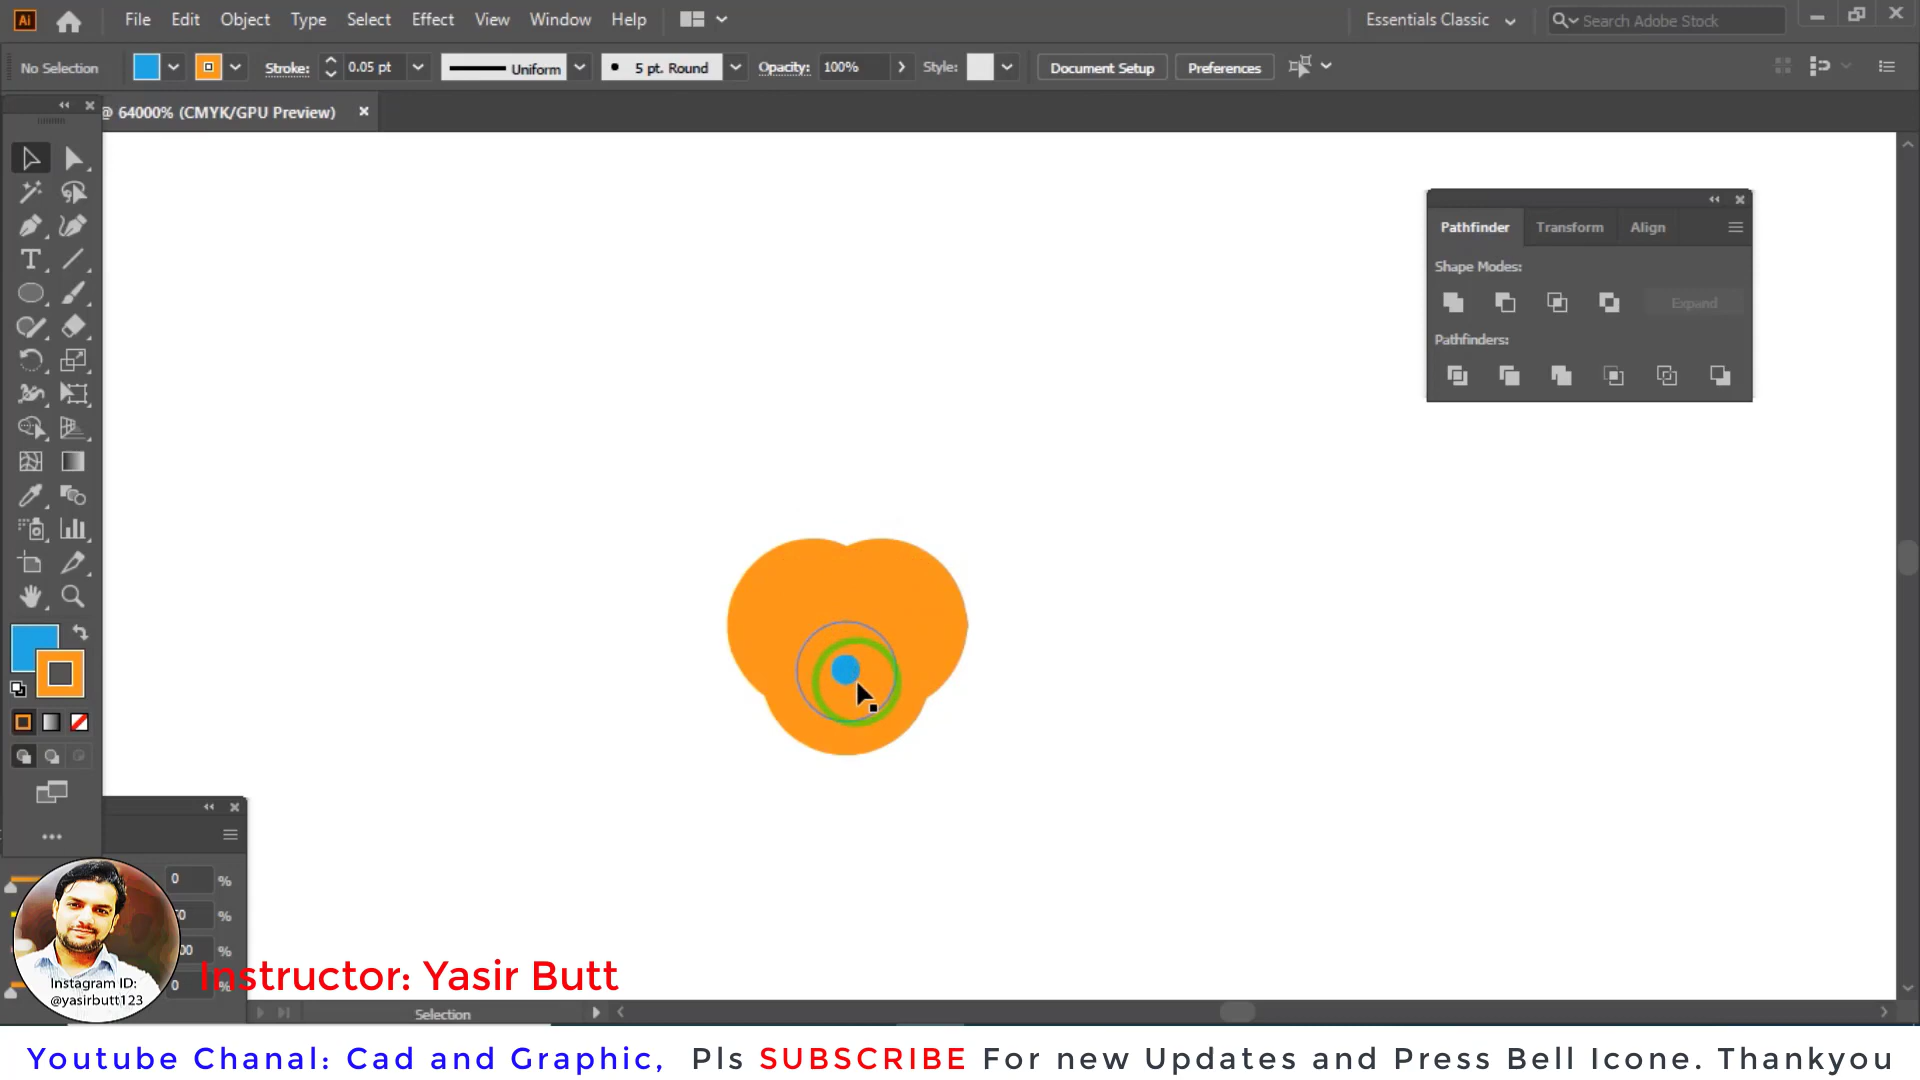 Ai File Edit Object Type Select Effect View Window Help Essentials Classic Search Adobe Stock
No Selection Stroke: 0.05 pt Uniform 5 pt. Round Opacity: 100% Style: Document Setup Preferences
@ 64000% (CMYK/GPU Preview)
Pathfinder Transform Align
Shape Modes:
Expand
Pathfinders:
0 %
%
%
0 %
Instagram ID:
@yasirbutt123
Instructor: Yasir Butt
Selection
Youtube Chanal: Cad and Graphic, Pls SUBSCRIBE For new Updates and Press Bell Icone. Thankyou